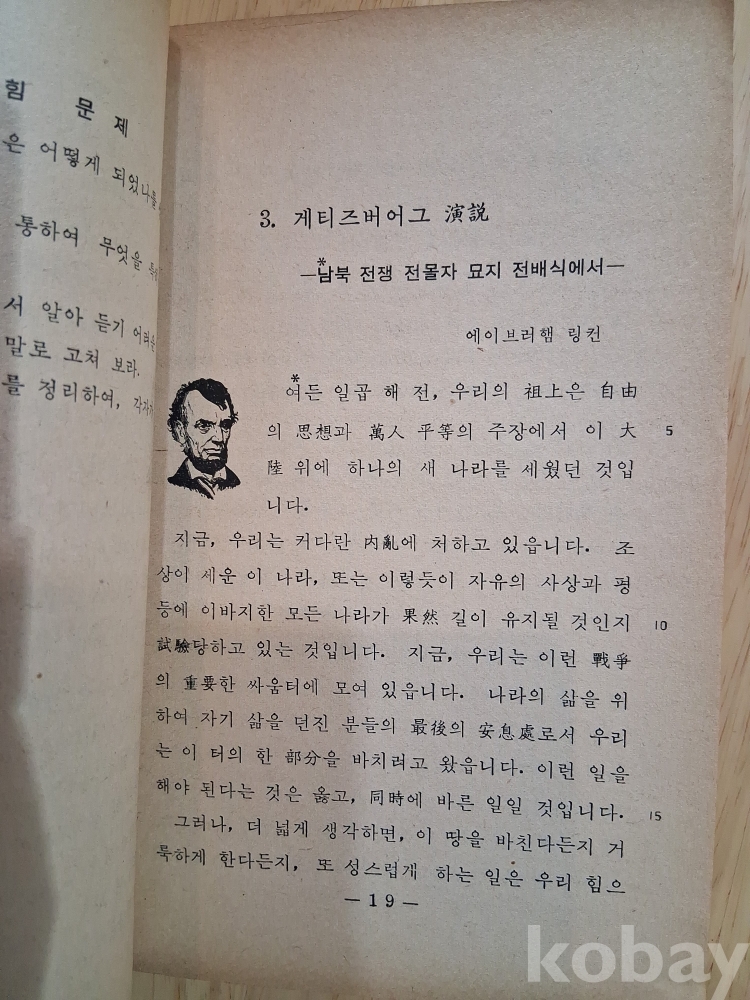 힘 문 제
은 어떻게 되었나를
통하여 무엇을
서 알아 듣기 어려운
말로 고쳐 보라.
를 정리하여, 각자가
3. 게티즈버어그 演説
—*남북 전쟁 전몰자 묘지 전배식에서—
에이브러햄 링컨
*여든 일곱 해 전, 우리의 祖上은 自由
의 思想과 萬人 平等의 주장에서 이 大 5
陸 위에 하나의 새 나라를 세웠던 것입
니다.
지금, 우리는 커다란 内亂에 처하고 있읍니다. 조
상이 세운 이 나라, 또는 이렇듯이 자유의 사상과 평
등에 이바지한 모든 나라가 果然 길이 유지될 것인지 10
試驗당하고 있는 것입니다. 지금, 우리는 이런 戰爭
의 重要한 싸움터에 모여 있읍니다. 나라의 삶을 위
하여 자기 삶을 던진 분들의 最後의 安息處로서 우리
는 이 터의 한 部分을 바치려고 왔읍니다. 이런 일을
해야 된다는 것은 옳고, 同時에 바른 일일 것입니다. 15
그러나, 더 넓게 생각하면, 이 땅을 바친다든지 거
룩하게 한다든지, 또 성스럽게 하는 일은 우리 힘으
— 19 —
kobay